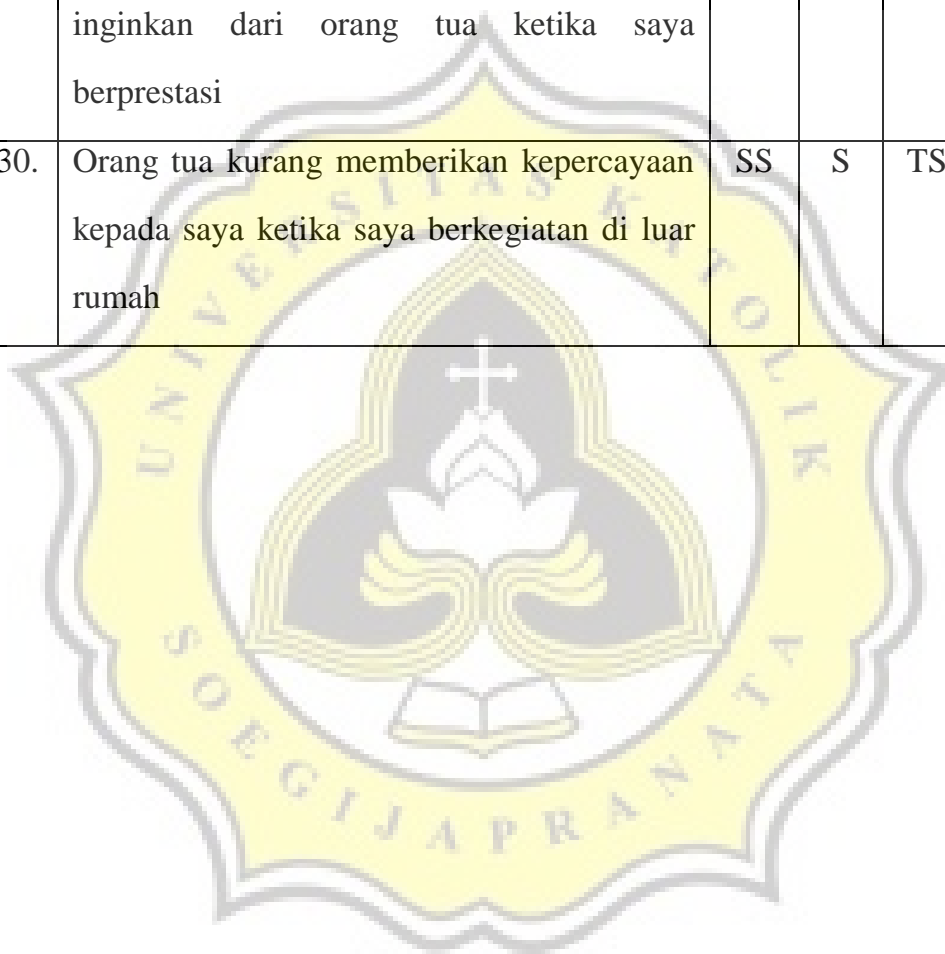 inginkan dari orang tua ketika saya
berprestasi
30. Orang tua kurang memberikan kepercayaan SS S TS
kepada saya ketika saya berkegiatan di luar
rumah
UNIVERSITAS KATOLIK
SOEGIJAPRANATA